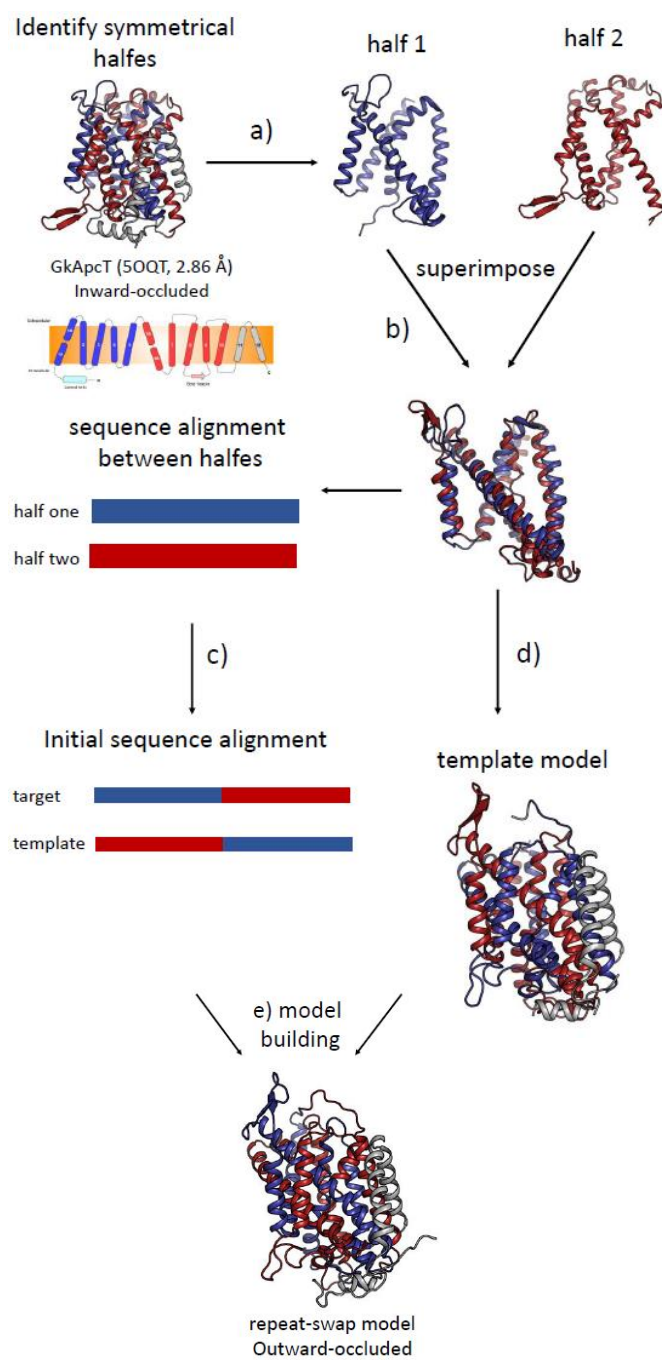 Identify symmetrical
halfes
half 1
half 2
a)
GkApcT (5OQT, 2.86 Å)
Inward-occluded
superimpose
b)
sequence alignment
between halfes
half one
half two
c)
d)
Initial sequence alignment
target
template
template model
e) model
building
repeat-swap model
Outward-occluded